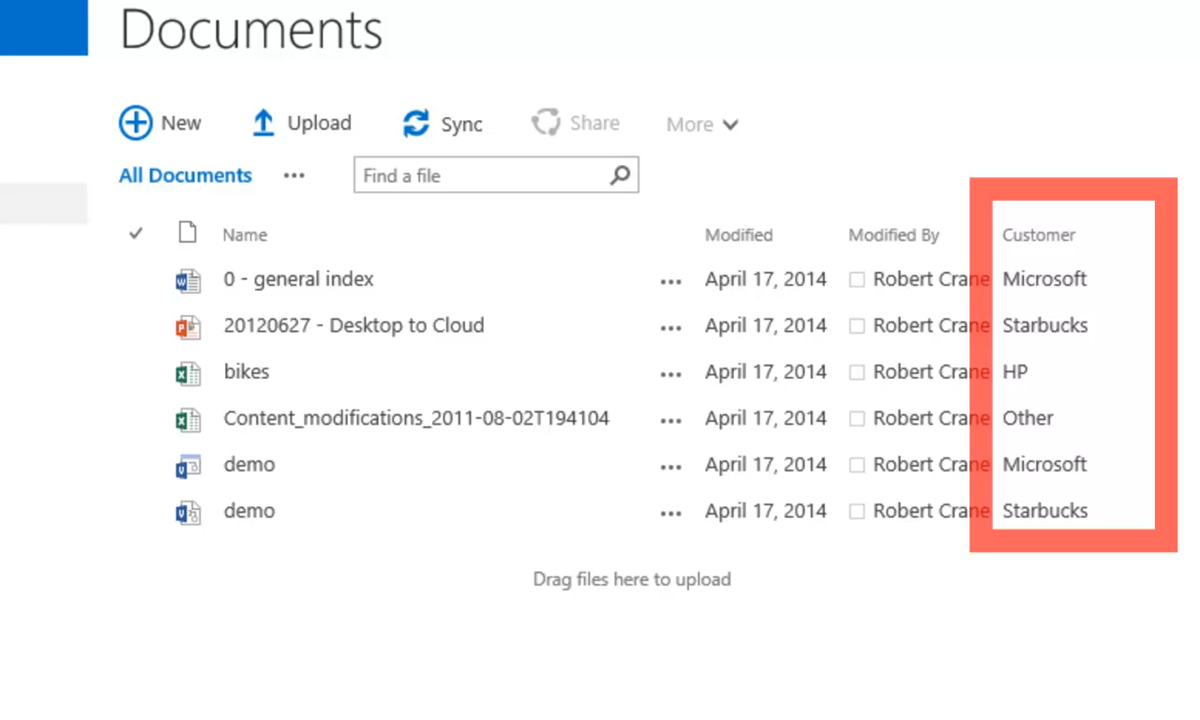 Documents
New Upload Sync Share More
All Documents ... Find a file
Name Modified Modified By Customer
0 - general index ... April 17, 2014 Robert Crane Microsoft
20120627 - Desktop to Cloud ... April 17, 2014 Robert Crane Starbucks
bikes ... April 17, 2014 Robert Crane HP
Content_modifications_2011-08-02T194104 ... April 17, 2014 Robert Crane Other
demo ... April 17, 2014 Robert Crane Microsoft
demo ... April 17, 2014 Robert Crane Starbucks
Drag files here to upload